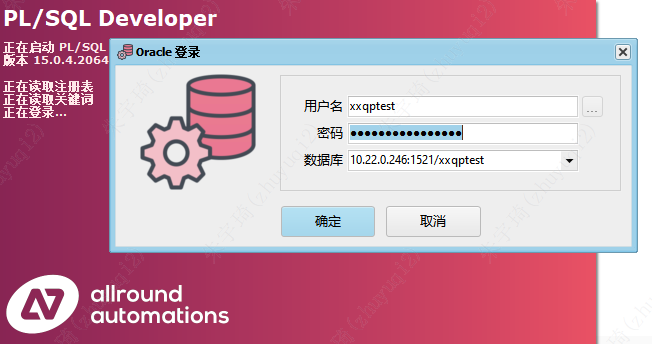 PL/SQL Developer
正在启动 PL/SQL
版本 15.0.4.2064
正在读取注册表
正在读取关键词
正在登录...
Oracle 登录
用户名 xxqptest ...
密码 ●●●●●●●●●●●●●●●●
数据库 10.22.0.246:1521/xxqptest
确定 取消
allround
automations